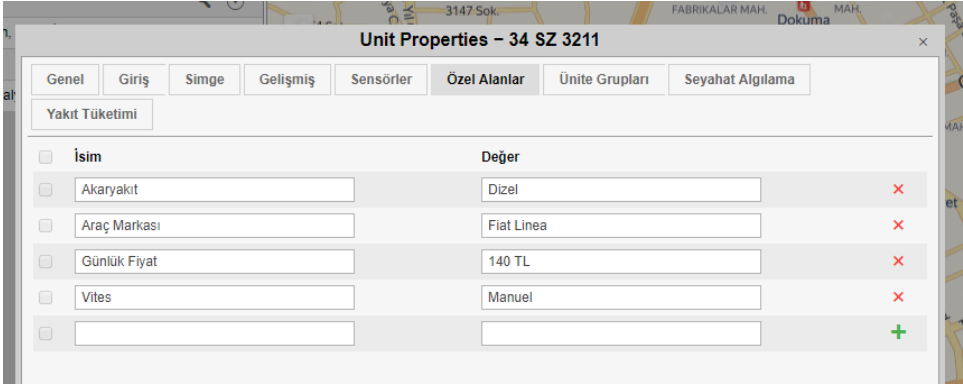 3147 Sok.
FABRIKALAR MAH.
MAH.
Dokuma
Unit Properties – 34 SZ 3211
×
Genel Giriş Simge Gelişmiş Sensörler Özel Alanlar Ünite Grupları Seyahat Algılama
Yakıt Tüketimi
İsim Değer
Akaryakıt Dizel
Araç Markası Fiat Linea
Günlük Fiyat 140 TL
Vites Manuel